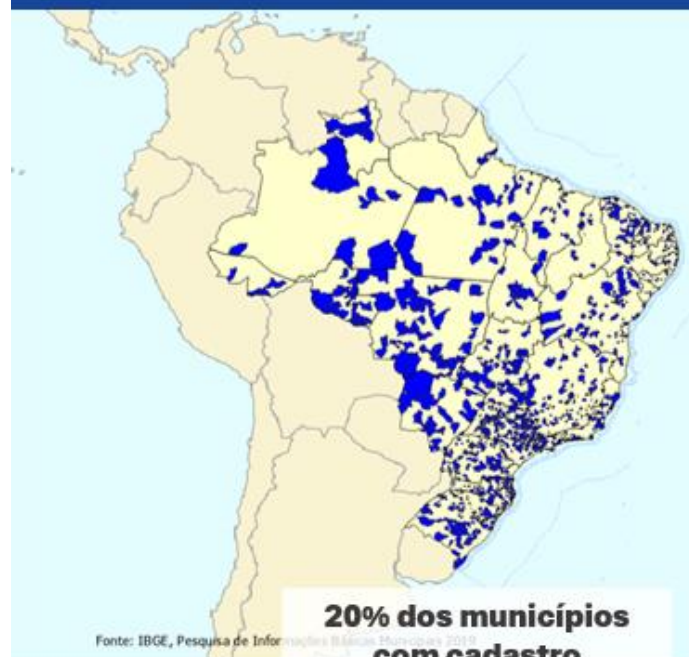 Fonte: IBGE, Pesquisa de Informações Básicas Municipais 2019
20% dos municípios
com cadastro